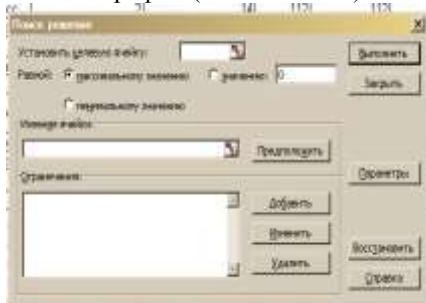 Поиск решения
Установить целевую ячейку:
Выполнить
Равной: максимальному значению значению: 0
Закрыть
минимальному значению
Изменяя ячейки:
Предположить
Ограничения:
Параметры
Добавить
Изменить
Удалить
Восстановить
Справка